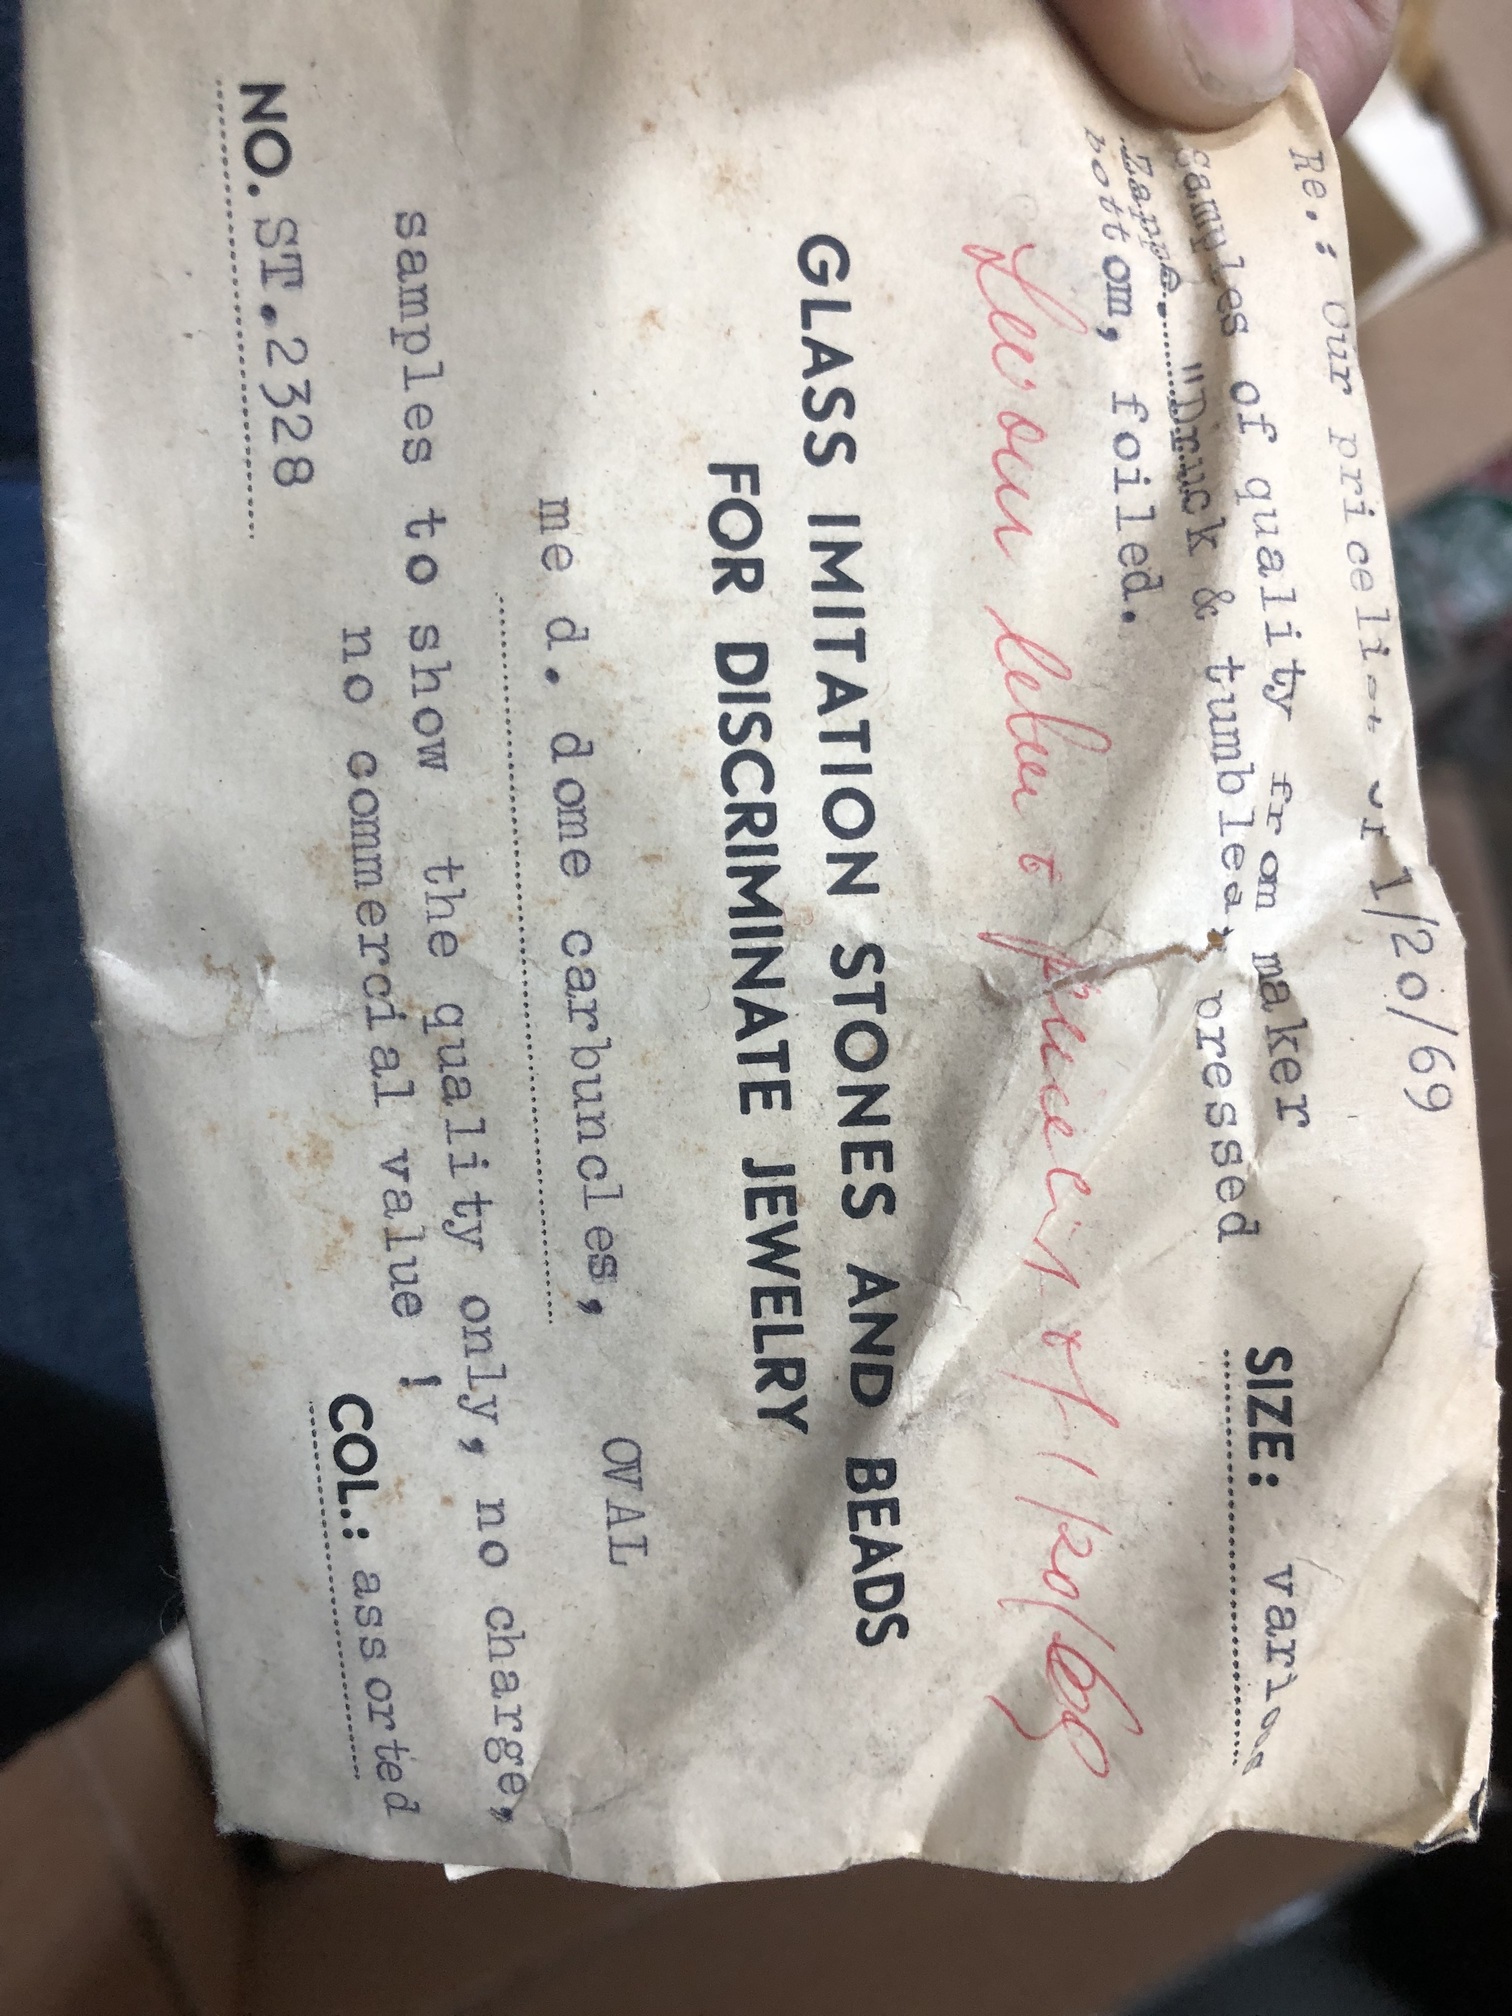 Re.: our pricelist of 1/20/69
samples of quality from maker
Zappe. "Druck & tumbled, pressed
bottom, foiled.
SIZE: various
See our letter & pricelist of 1/20/69
GLASS IMITATION STONES AND BEADS
FOR DISCRIMINATE JEWELRY
OVAL
me d. dome carbuncles,
samples to show the quality only, no charge,
no commercial value !
NO. ST.2328
COL.: assorted